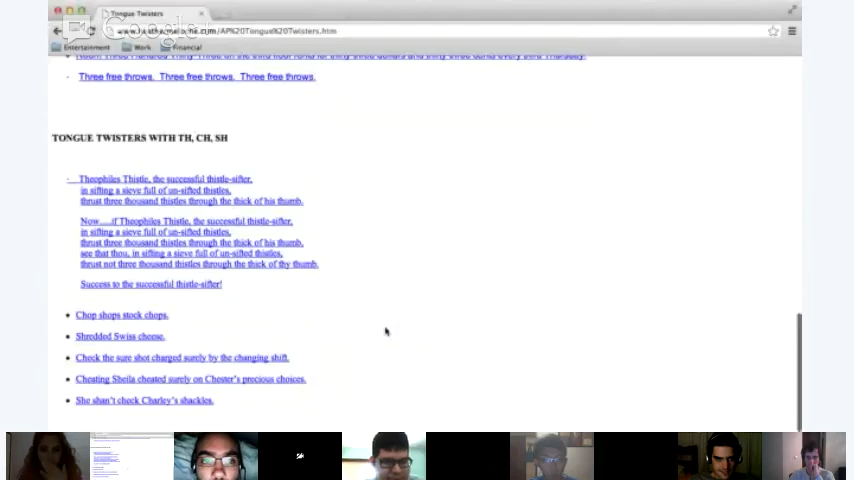 Tongue Twisters
Google
Entertainment Work Financial
Three free throws. Three free throws. Three free throws.
TONGUE TWISTERS WITH TH, CH, SH
Theophiles Thistle, the successful thistle-sifter,
in sifting a sieve full of un-sifted thistles,
thrust three thousand thistles through the thick of his thumb.
Now.....if Theophiles Thistle, the successful thistle-sifter,
in sifting a sieve full of un-sifted thistles,
thrust three thousand thistles through the thick of his thumb,
see that thou, in sifting a sieve full of un-sifted thistles,
thrust not three thousand thistles through the thick of thy thumb.
Success to the successful thistle-sifter!
Chop shops stock chops.
Shredded Swiss cheese.
Check the sure shot charged surely by the changing shift.
Cheating Sheila cheated surely on Chester's precious choices.
She shan't check Charley's shackles.